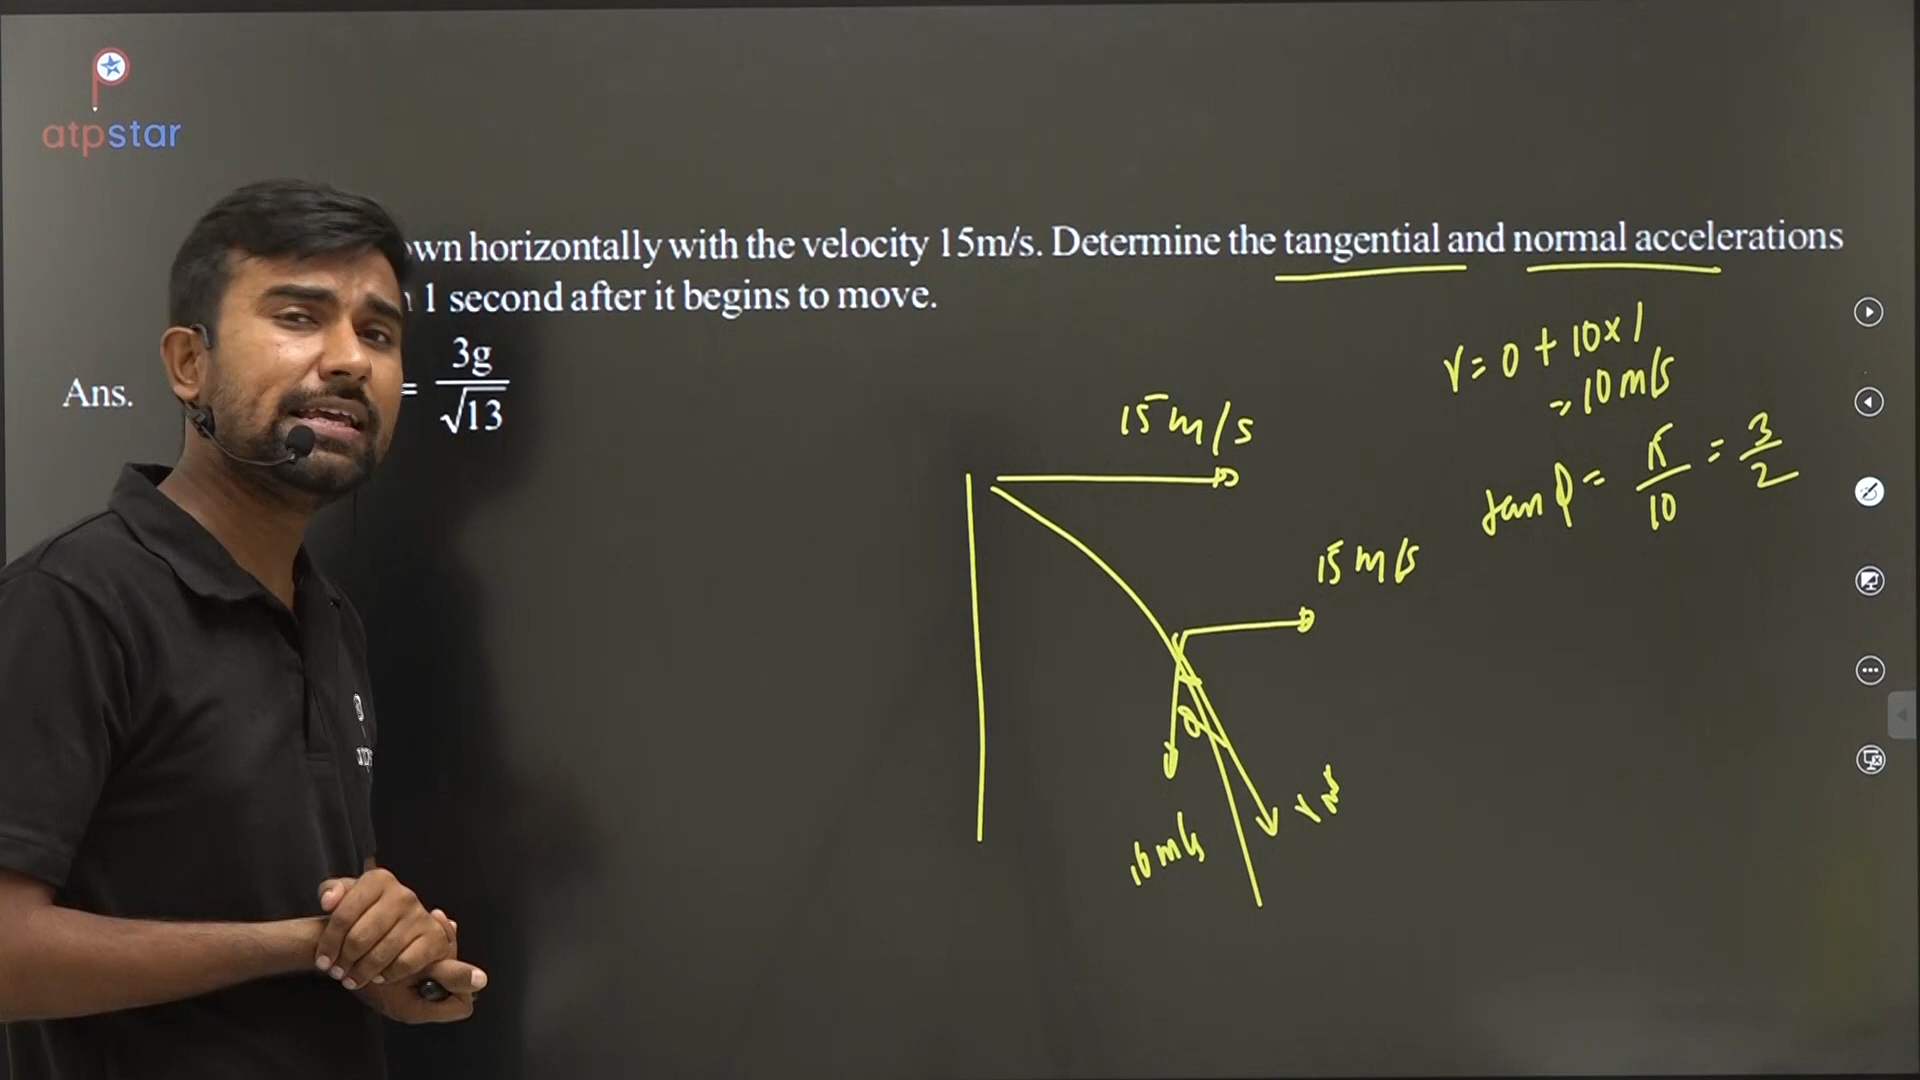 atpstar
own horizontally with the velocity 15m/s. Determine the tangential and normal accelerations
1 second after it begins to move.
Ans. = 3g/√13
v = 0 + 10 × 1
= 10 m/s
tan φ = 15/10 = 3/2
15 m/s
15 m/s
10 m/s